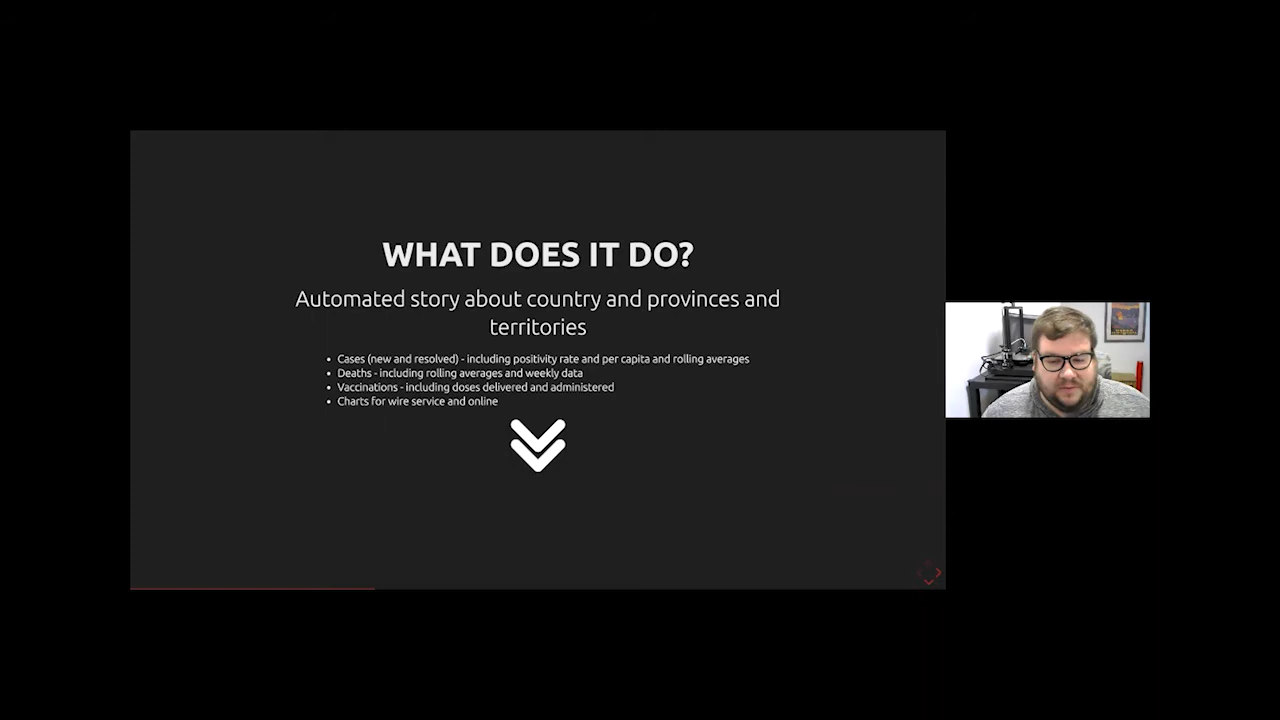 WHAT DOES IT DO?
Automated story about country and provinces and
territories
• Cases (new and resolved) - including positivity rate and per capita and rolling averages
• Deaths - including rolling averages and weekly data
• Vaccinations - including doses delivered and administered
• Charts for wire service and online